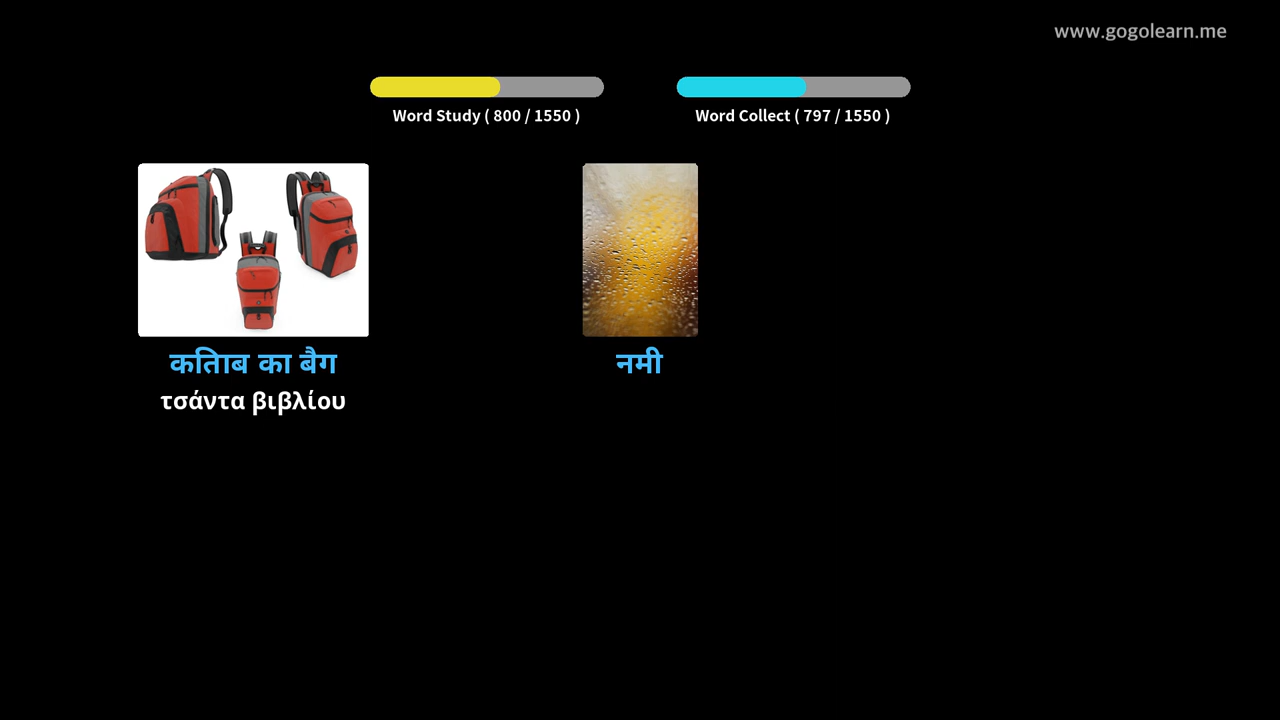 www.gogolearn.me
Word Study ( 800 / 1550 )
Word Collect ( 797 / 1550 )
किताब का बैग
τσάντα βιβλίου
नमी